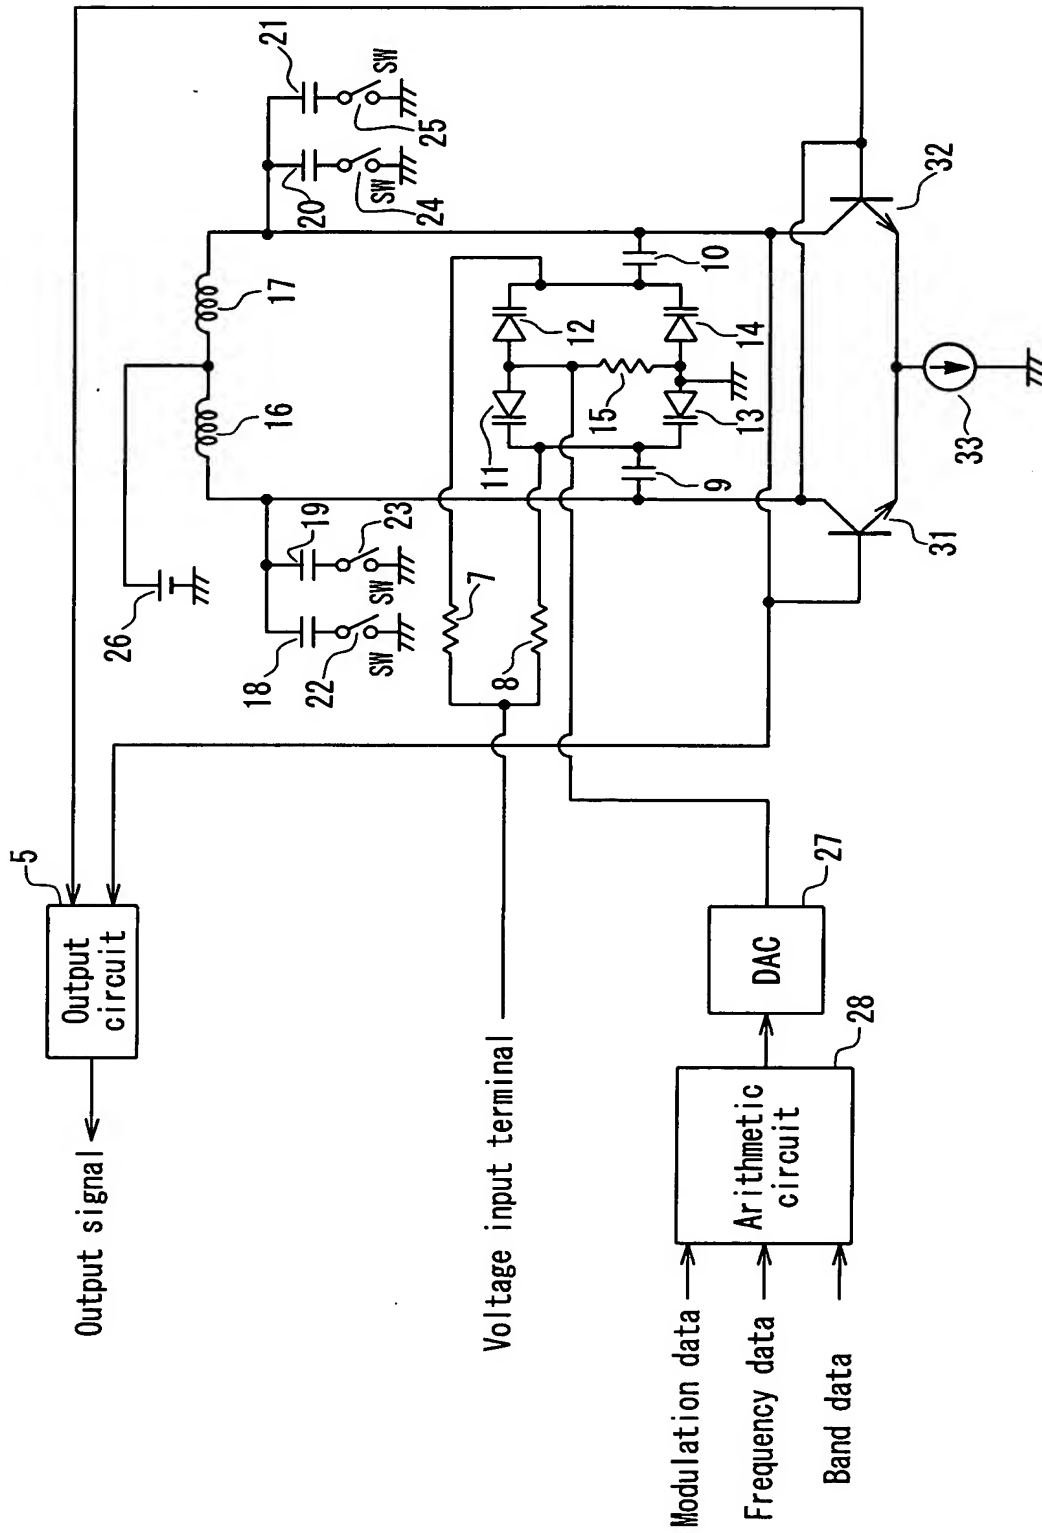 21
SW
25
20
SW
24
17
16
26
19
23
SW
18
22
SW
7
8
10
12
14
15
11
13
9
32
33
31
5
Output
circuit
Output signal
Voltage input terminal
27
DAC
28
Arithmetic
circuit
Modulation data
Frequency data
Band data